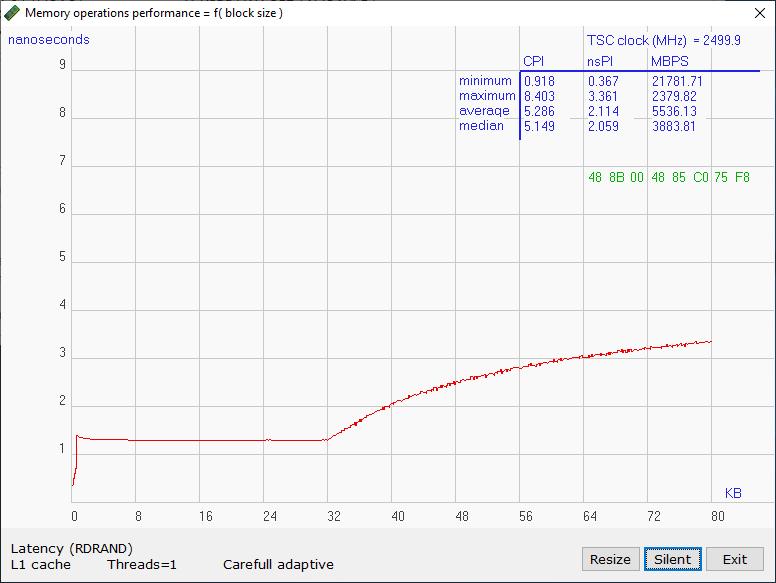 Memory operations performance = f( block size )
nanoseconds
TSC clock (MHz) = 2499.9
CPI nsPI MBPS
minimum 0.918 0.367 21781.71
maximum 8.403 3.361 2379.82
average 5.286 2.114 5536.13
median 5.149 2.059 3883.81
48 8B 00 48 85 C0 75 F8
9
8
7
6
5
4
3
2
1
KB
0 8 16 24 32 40 48 56 64 72 80
Latency (RDRAND)
L1 cache Threads=1 Carefull adaptive
Resize Silent Exit